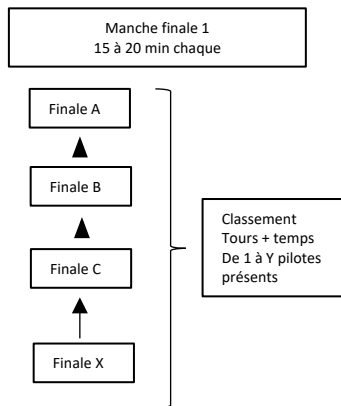 Manche finale 1
15 à 20 min chaque
Finale A
Finale B
Finale C
Finale X
Classement
Tours + temps
De 1 à Y pilotes
présents